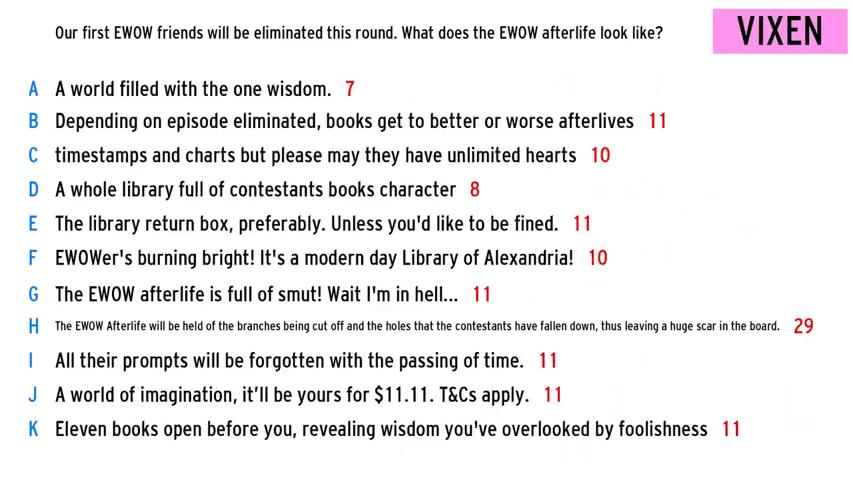 Our first EWOW friends will be eliminated this round. What does the EWOW afterlife look like?
VIXEN
A A world filled with the one wisdom. 7
B Depending on episode eliminated, books get to better or worse afterlives 11
C timestamps and charts but please may they have unlimited hearts 10
D A whole library full of contestants books character 8
E The library return box, preferably. Unless you'd like to be fined. 11
F EWOWer's burning bright! It's a modern day Library of Alexandria! 10
G The EWOW afterlife is full of smut! Wait I'm in hell... 11
H The EWOW Afterlife will be held of the branches being cut off and the holes that the contestants have fallen down, thus leaving a huge scar in the board. 29
I All their prompts will be forgotten with the passing of time. 11
J A world of imagination, it’ll be yours for $11.11. T&Cs apply. 11
K Eleven books open before you, revealing wisdom you've overlooked by foolishness 11